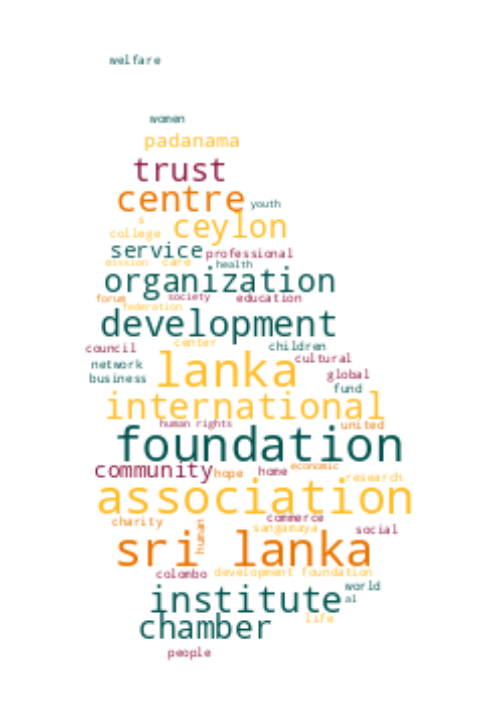 welfare
women
padanama
trust
centre youth
s
college ceylon
service professional
mission care health
organization
forum society education
federation
development
center children
council cultural
network lanka global
business fund
international
human rights united
foundation
community hope home economic
research
association
charity commerce
human sangamaya social
sri lanka
colombo development foundation
institute world
al
chamber life
people